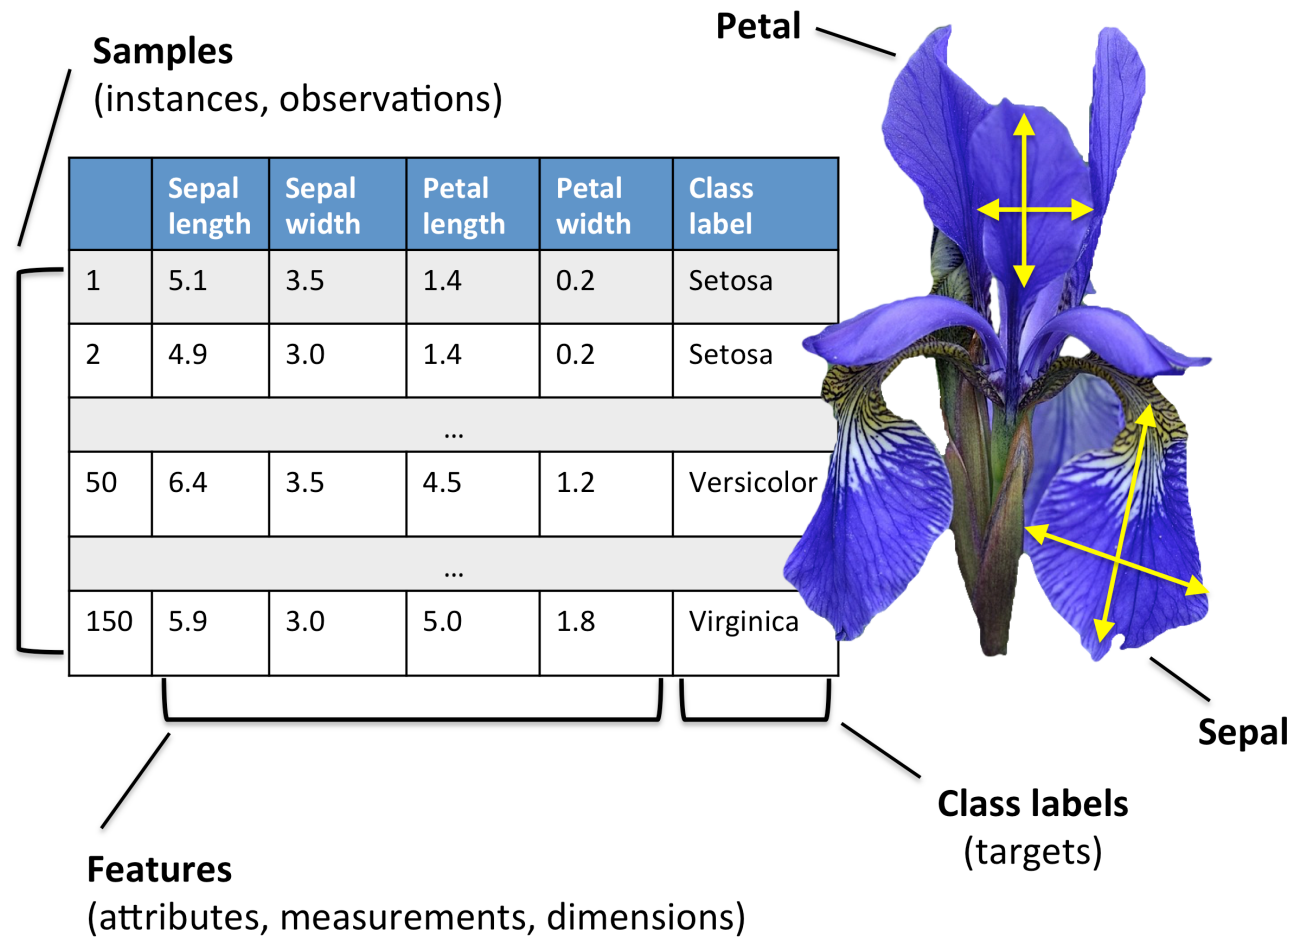 Petal
Samples
(instances, observations)
Sepal length Sepal width Petal length Petal width Class label
1 5.1 3.5 1.4 0.2 Setosa
2 4.9 3.0 1.4 0.2 Setosa
...
50 6.4 3.5 4.5 1.2 Versicolor
...
150 5.9 3.0 5.0 1.8 Virginica
Sepal
Class labels
(targets)
Features
(attributes, measurements, dimensions)